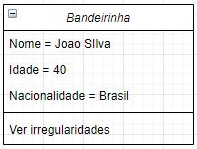 Bandeirinha
Nome = Joao SIlva
Idade = 40
Nacionalidade = Brasil
Ver irregularidades